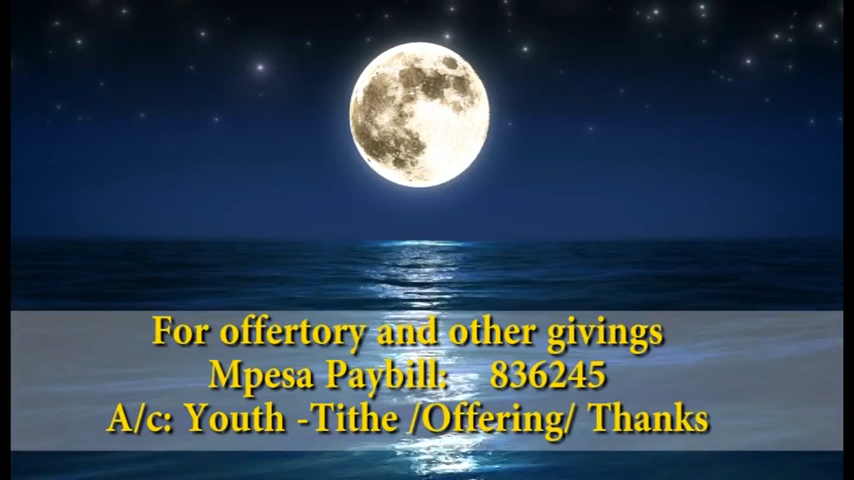 For offertory and other givings
Mpesa Paybill: 836245
A/c: Youth -Tithe /Offering/ Thanks